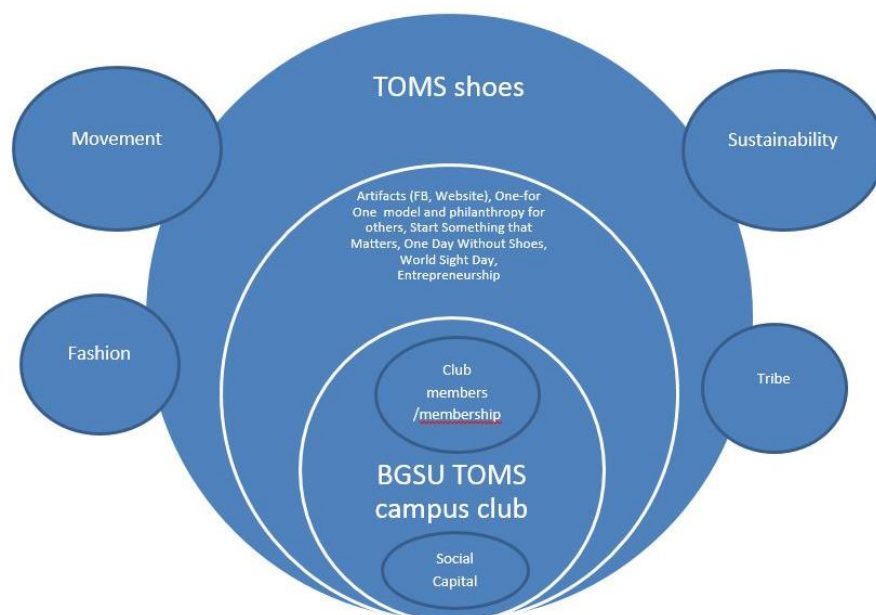 TOMS shoes
Movement
Sustainability
Artifacts (FB, Website), One-for
One model and philanthropy for
others, Start Something that
Matters, One Day Without Shoes,
World Sight Day,
Entrepreneurship
Fashion
Tribe
Club
members
/membership
BGSU TOMS
campus club
Social
Capital